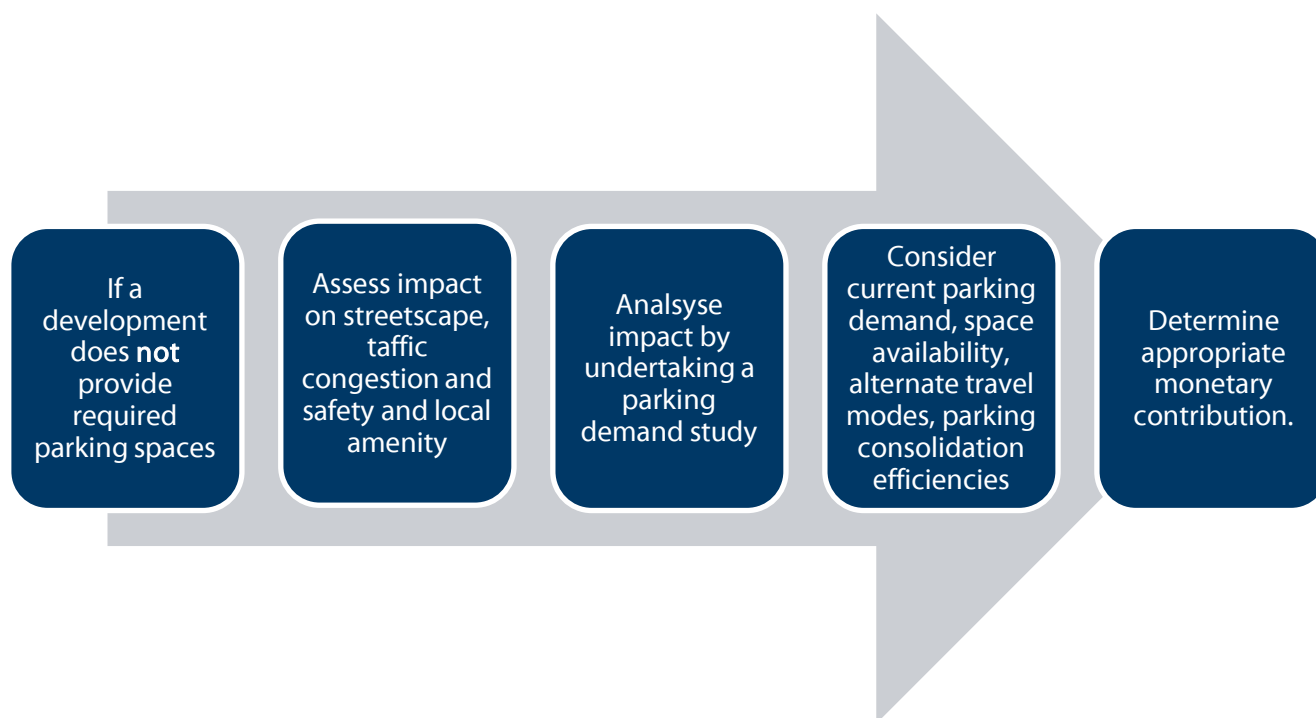 If a
development
does not
provide
required
parking spaces
Assess impact
on streetscape,
taffic
congestion and
safety and local
amenity
Analsyse
impact by
undertaking a
parking
demand study
Consider
current parking
demand, space
availability,
alternate travel
modes, parking
consolidation
efficiencies
Determine
appropriate
monetary
contribution.